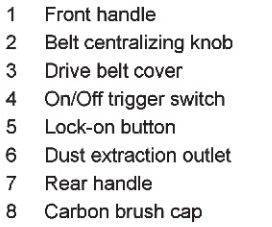 1 Front handle
2 Belt centralizing knob
3 Drive belt cover
4 On/Off trigger switch
5 Lock-on button
6 Dust extraction outlet
7 Rear handle
8 Carbon brush cap